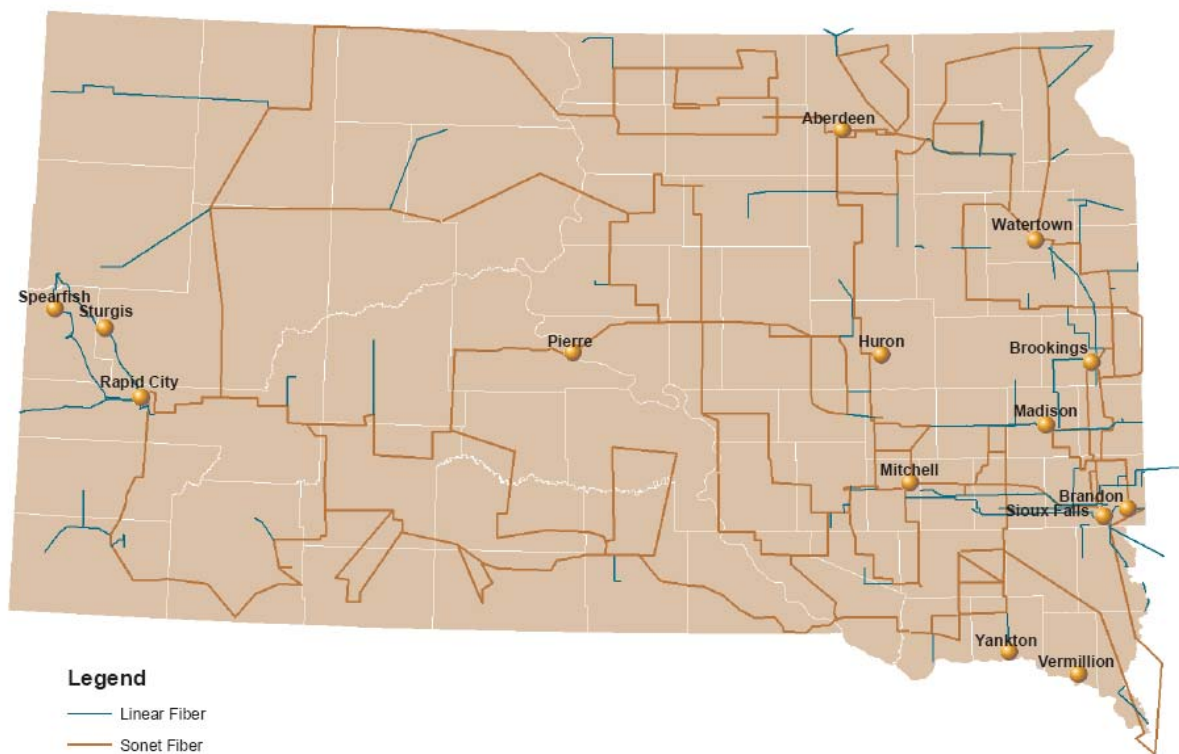 Aberdeen
Watertown
Spearfish
Sturgis
Pierre
Huron
Brookings
Rapid City
Madison
Mitchell
Brandon
Sioux Falls
Yankton
Vermillion
Legend
Linear Fiber
Sonet Fiber